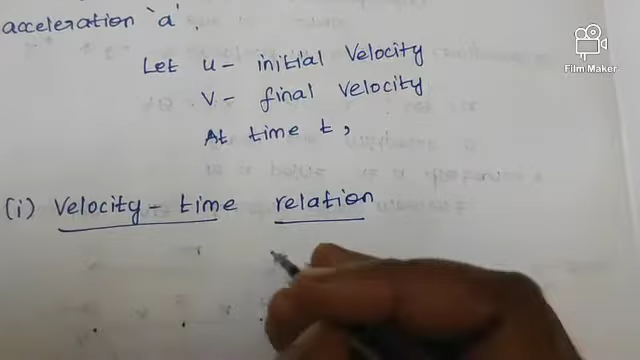 acceleration `a'.
Let u - initial Velocity
v - final velocity
At time t,
(i) Velocity - time relation
Film Maker